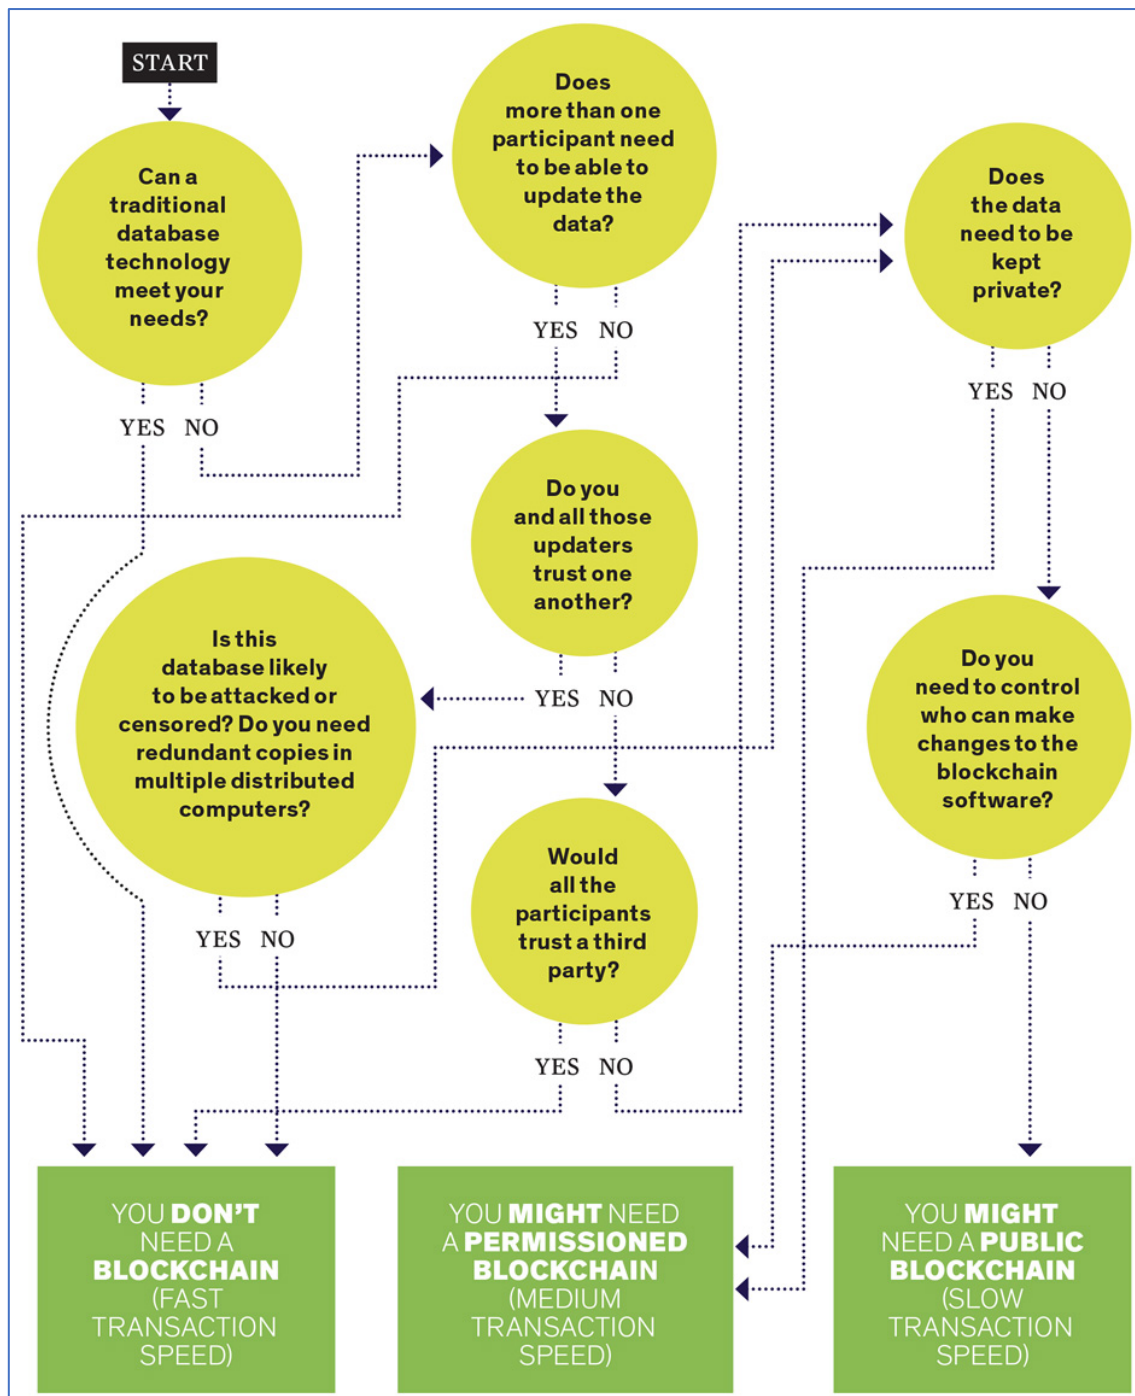 START
Can a
traditional
database
technology
meet your
needs?
YES NO
Does
more than one
participant need
to be able to
update the
data?
YES NO
Do you
and all those
updaters
trust one
another?
YES NO
Is this
database likely
to be attacked or
censored? Do you need
redundant copies in
multiple distributed
computers?
YES NO
Would
all the
participants
trust a third
party?
YES NO
Does
the data
need to be
kept
private?
YES NO
Do you
need to control
who can make
changes to the
blockchain
software?
YES NO
YOU DON'T
NEED A
BLOCKCHAIN
(FAST
TRANSACTION
SPEED)
YOU MIGHT NEED
A PERMISSIONED
BLOCKCHAIN
(MEDIUM
TRANSACTION
SPEED)
YOU MIGHT
NEED A PUBLIC
BLOCKCHAIN
(SLOW
TRANSACTION
SPEED)